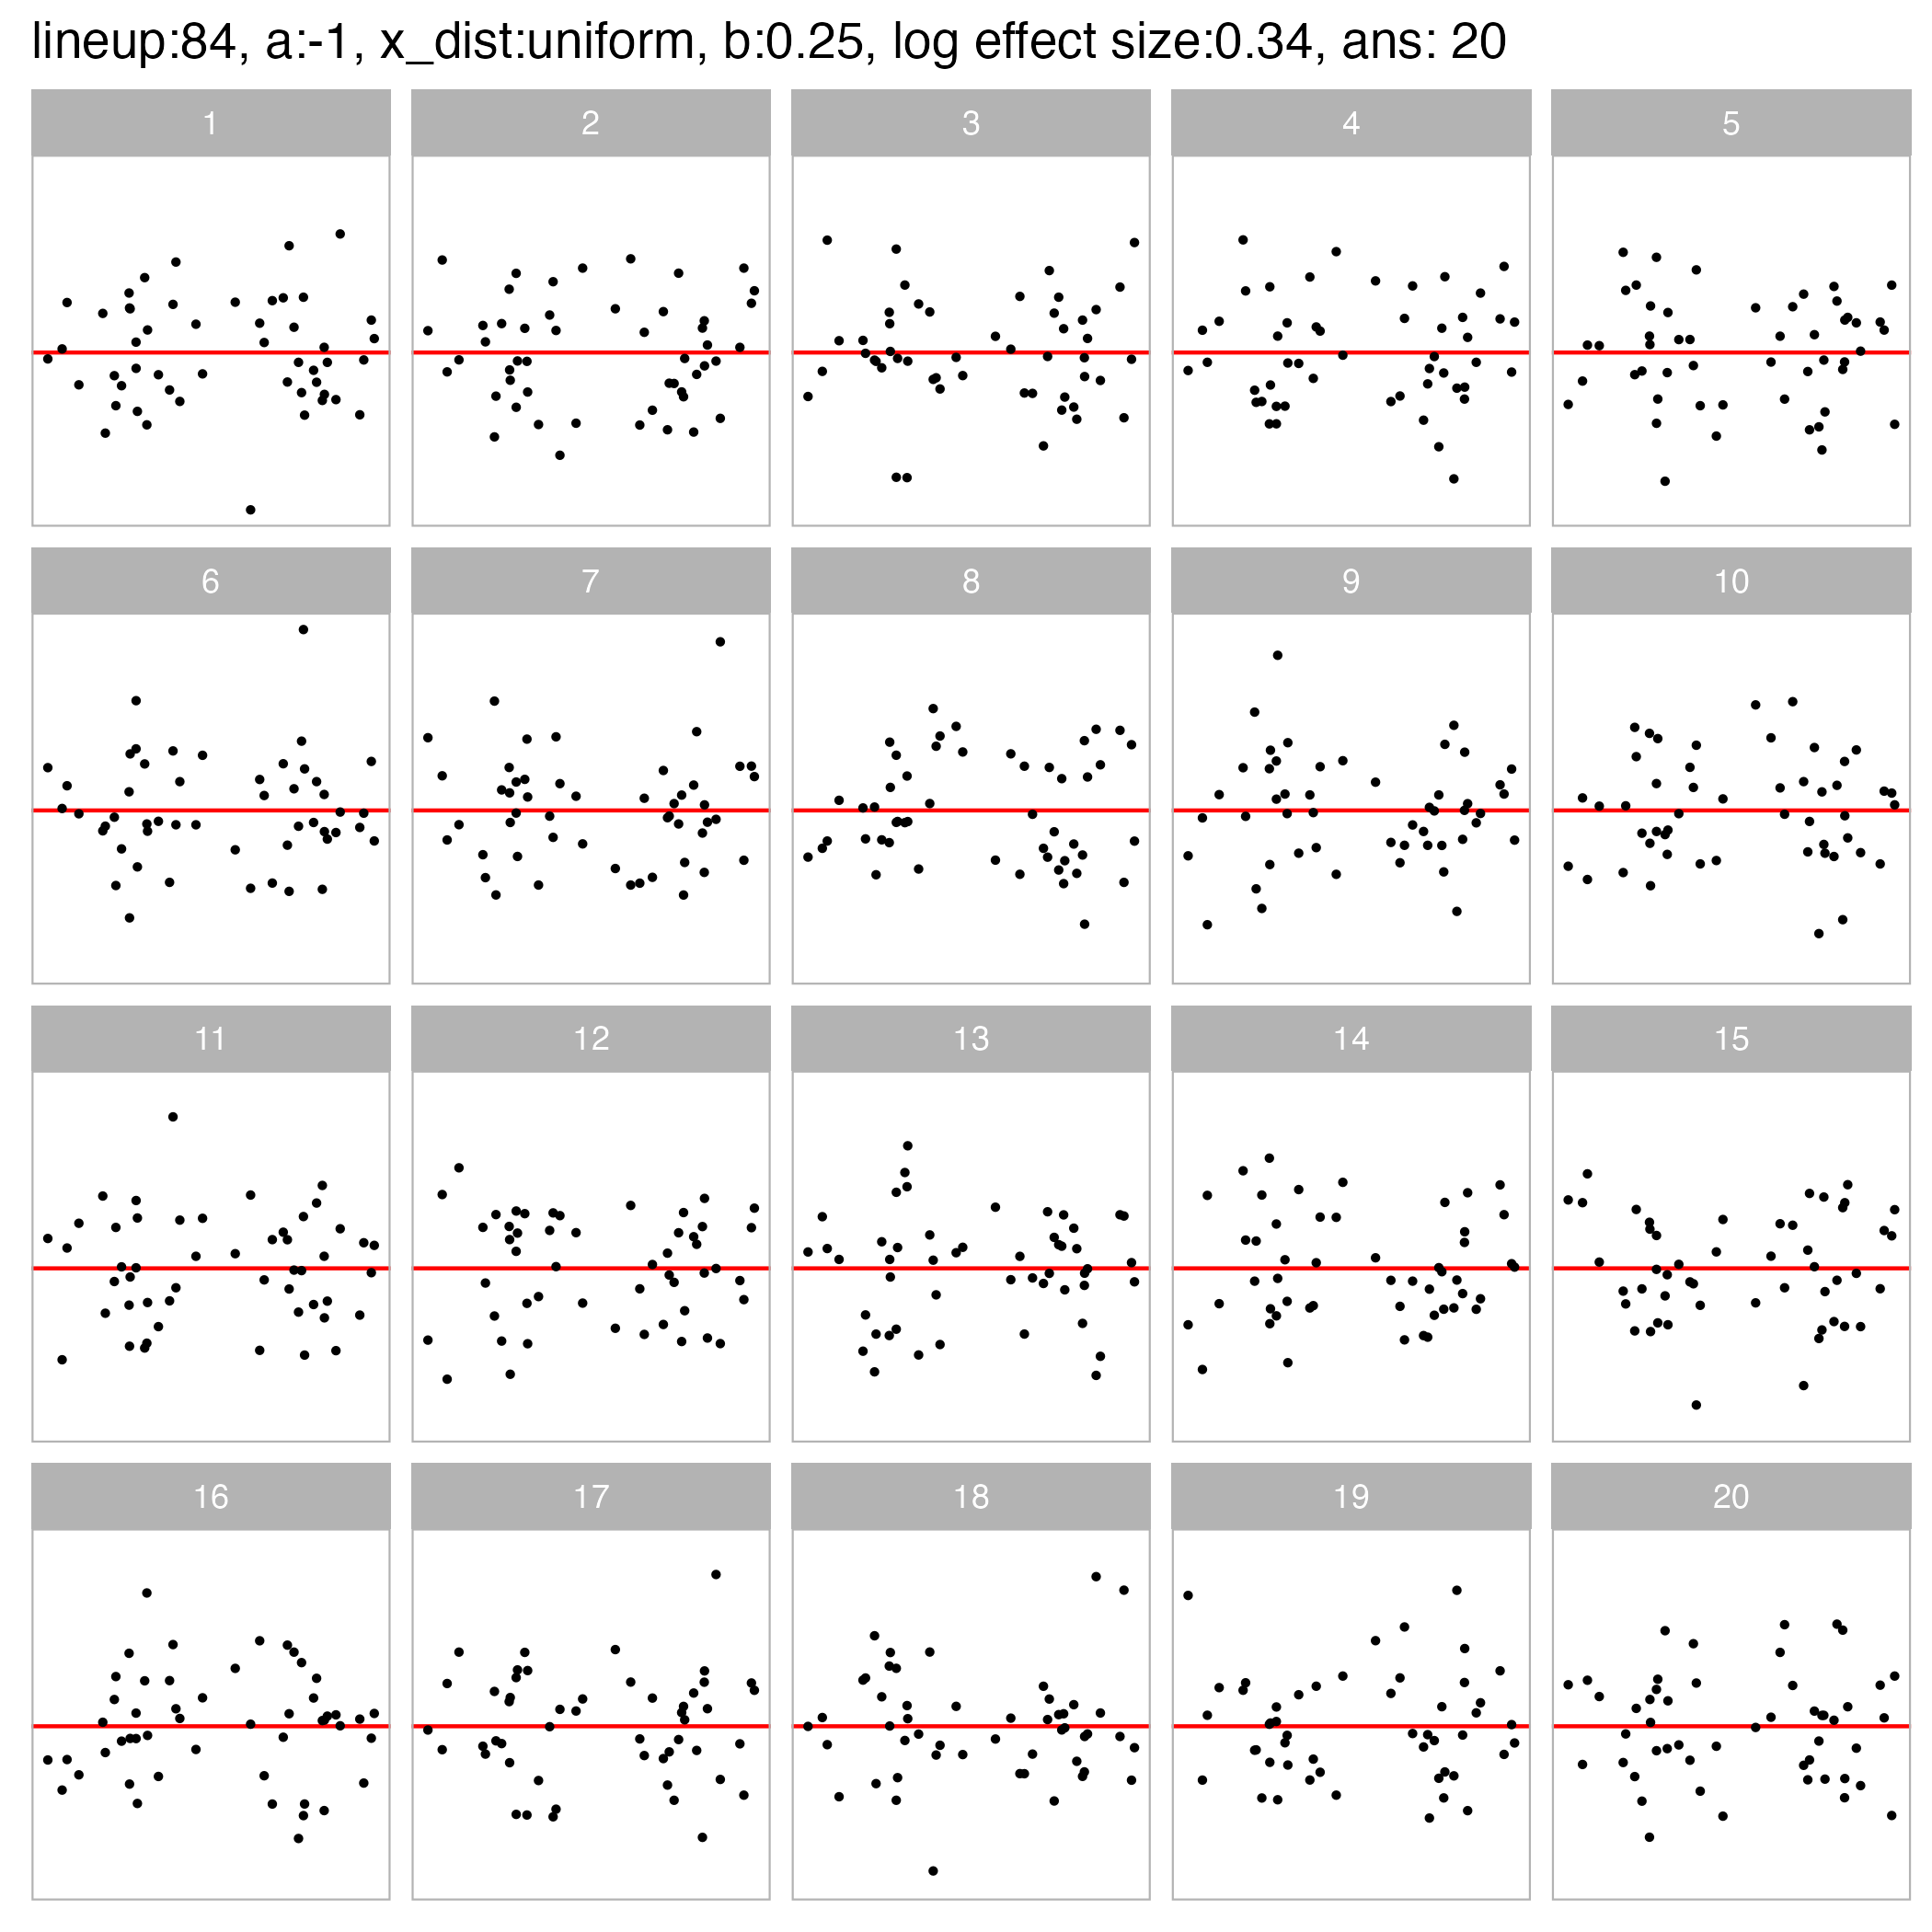 lineup:84, a:-1, x_dist:uniform, b:0.25, log effect size:0.34, ans: 20
1 2 3 4 5
6 7 8 9 10
11 12 13 14 15
16 17 18 19 20